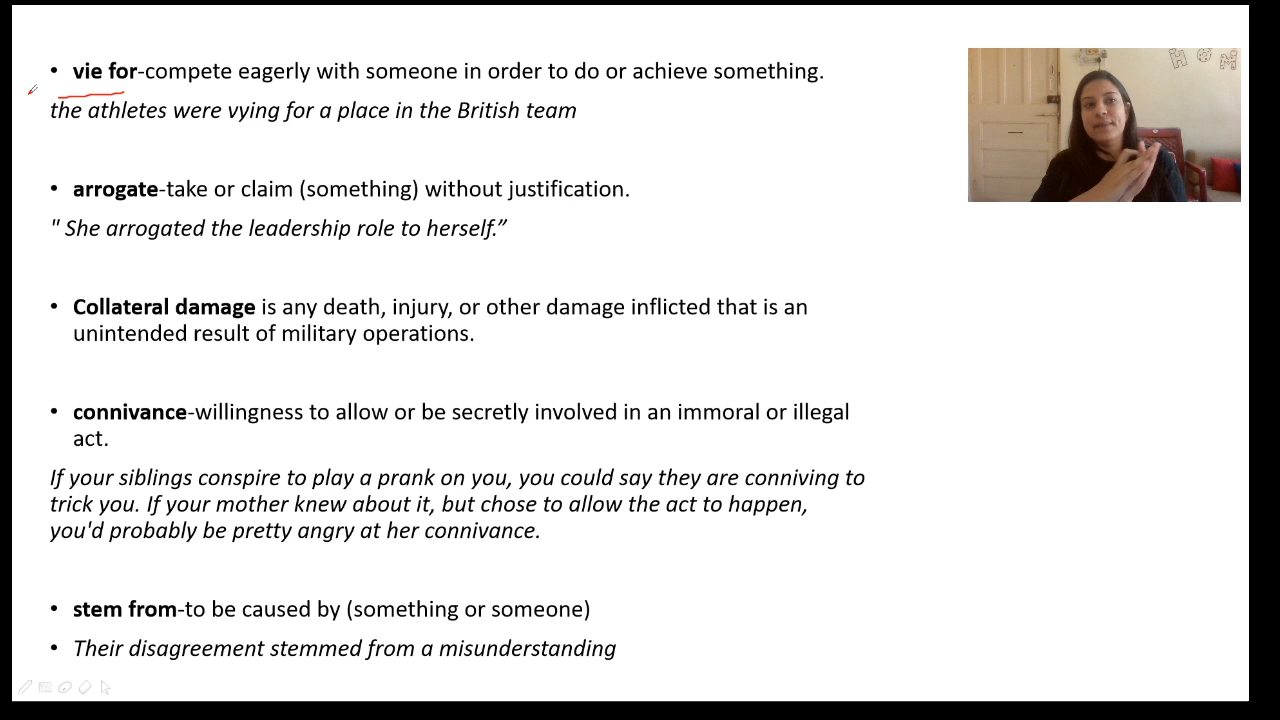 • vie for-compete eagerly with someone in order to do or achieve something.
the athletes were vying for a place in the British team
• arrogate-take or claim (something) without justification.
" She arrogated the leadership role to herself.”
• Collateral damage is any death, injury, or other damage inflicted that is an
unintended result of military operations.
• connivance-willingness to allow or be secretly involved in an immoral or illegal
act.
If your siblings conspire to play a prank on you, you could say they are conniving to
trick you. If your mother knew about it, but chose to allow the act to happen,
you'd probably be pretty angry at her connivance.
• stem from-to be caused by (something or someone)
• Their disagreement stemmed from a misunderstanding